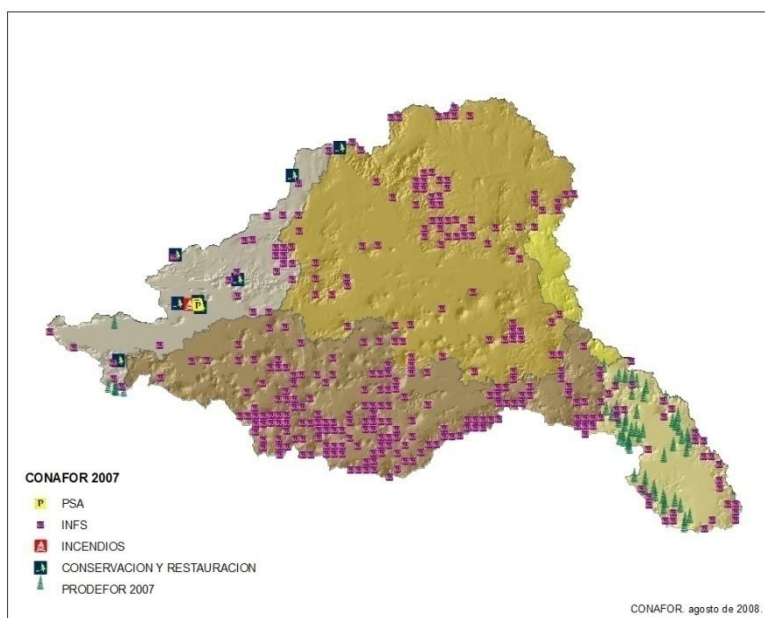 CONAFOR 2007
PSA
INFS
INCENDIOS
CONSERVACION Y RESTAURACION
PRODEFOR 2007
CONAFOR. agosto de 2008.